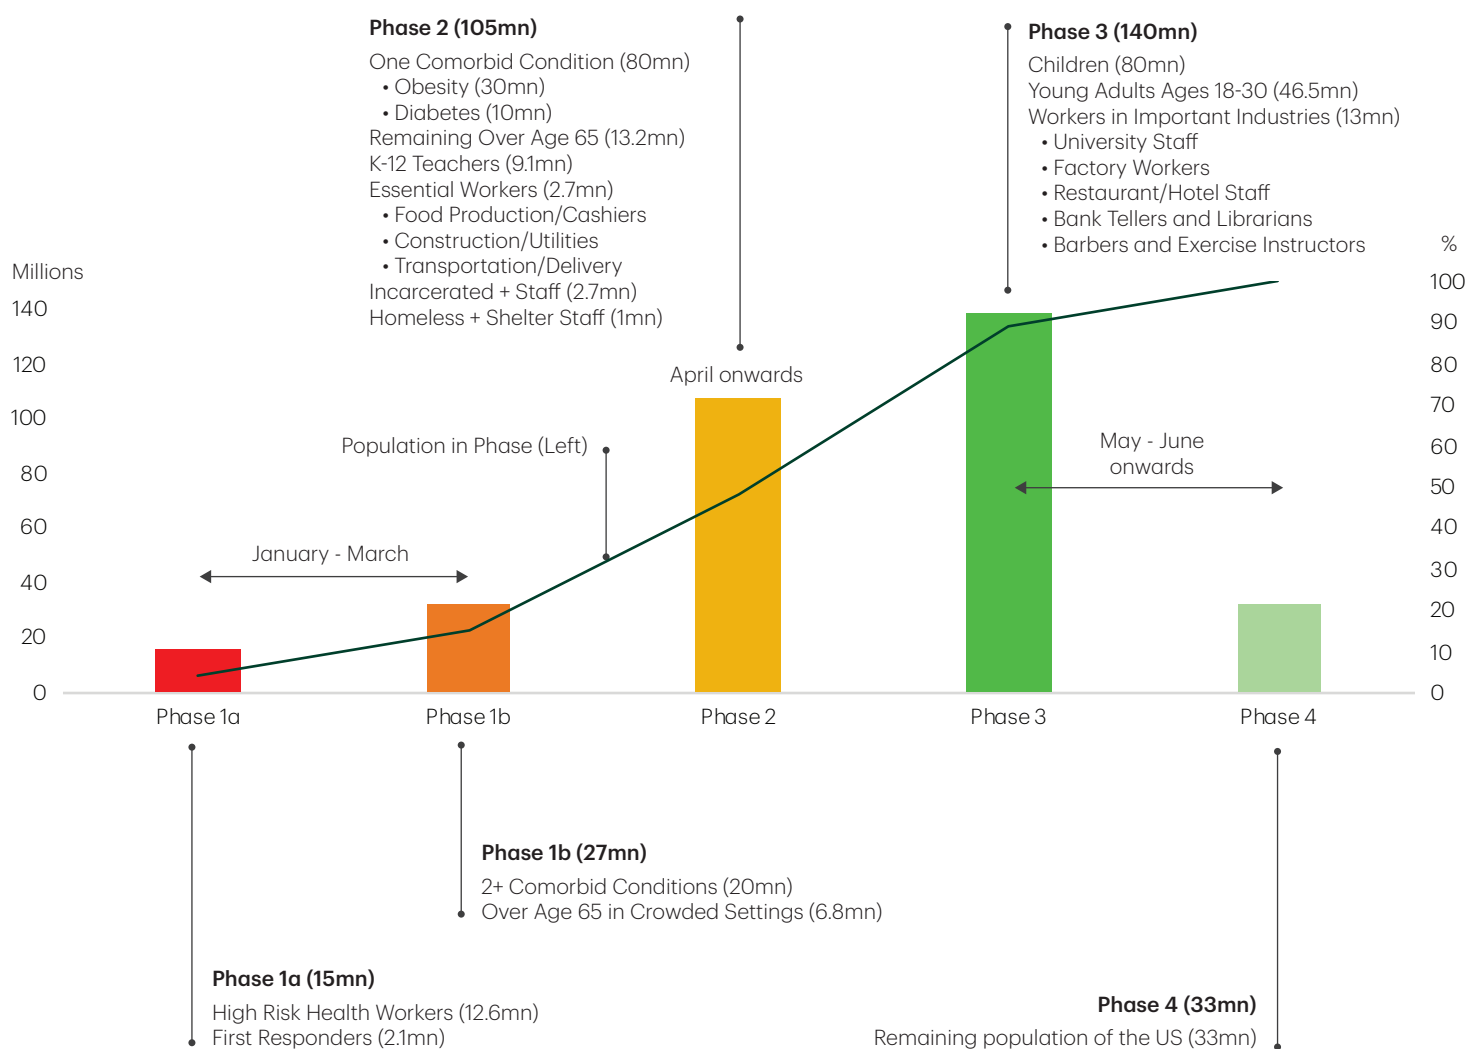 Phase 2 (105mn)
One Comorbid Condition (80mn)
• Obesity (30mn)
• Diabetes (10mn)
Remaining Over Age 65 (13.2mn)
K-12 Teachers (9.1mn)
Essential Workers (2.7mn)
• Food Production/Cashiers
• Construction/Utilities
• Transportation/Delivery
Incarcerated + Staff (2.7mn)
Homeless + Shelter Staff (1mn)
Phase 3 (140mn)
Children (80mn)
Young Adults Ages 18-30 (46.5mn)
Workers in Important Industries (13mn)
• University Staff
• Factory Workers
• Restaurant/Hotel Staff
• Bank Tellers and Librarians
• Barbers and Exercise Instructors
Millions
140
120
100
80
60
40
20
0
%
100
90
80
70
60
50
40
30
20
10
0
April onwards
Population in Phase (Left)
May - June
onwards
January - March
Phase 1a
Phase 1b
Phase 2
Phase 3
Phase 4
Phase 1b (27mn)
2+ Comorbid Conditions (20mn)
Over Age 65 in Crowded Settings (6.8mn)
Phase 1a (15mn)
High Risk Health Workers (12.6mn)
First Responders (2.1mn)
Phase 4 (33mn)
Remaining population of the US (33mn)